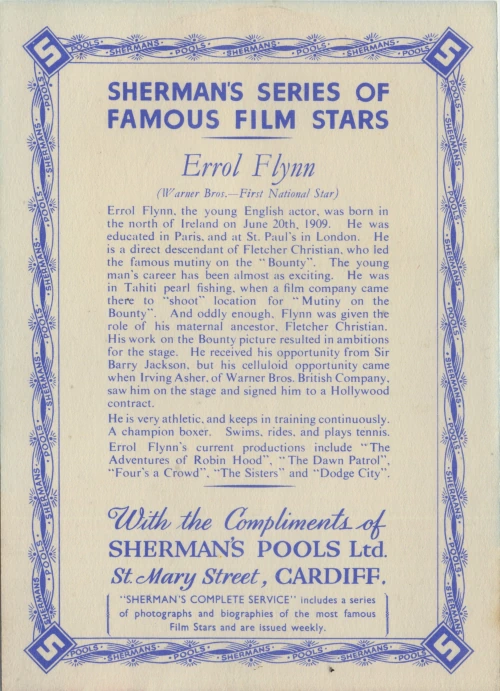 SHERMAN'S SERIES OF
FAMOUS FILM STARS
Errol Flynn
(Warner Bros.—First National Star)
Errol Flynn, the young English actor, was born in
the north of Ireland on June 20th, 1909. He was
educated in Paris, and at St. Paul's in London. He
is a direct descendant of Fletcher Christian, who led
the famous mutiny on the "Bounty". The young
man's career has been almost as exciting. He was
in Tahiti pearl fishing, when a film company came
there to "shoot" location for "Mutiny on the
Bounty". And oddly enough, Flynn was given the
role of his maternal ancestor, Fletcher Christian.
His work on the Bounty picture resulted in ambitions
for the stage. He received his opportunity from Sir
Barry Jackson, but his celluloid opportunity came
when Irving Asher, of Warner Bros. British Company,
saw him on the stage and signed him to a Hollywood
contract.
He is very athletic, and keeps in training continuously.
A champion boxer. Swims, rides, and plays tennis.
Errol Flynn's current productions include "The
Adventures of Robin Hood", "The Dawn Patrol",
"Four's a Crowd", "The Sisters" and "Dodge City".
With the Compliments of
SHERMAN'S POOLS Ltd.
St. Mary Street, CARDIFF.
"SHERMAN'S COMPLETE SERVICE" includes a series
of photographs and biographies of the most famous
Film Stars and are issued weekly.